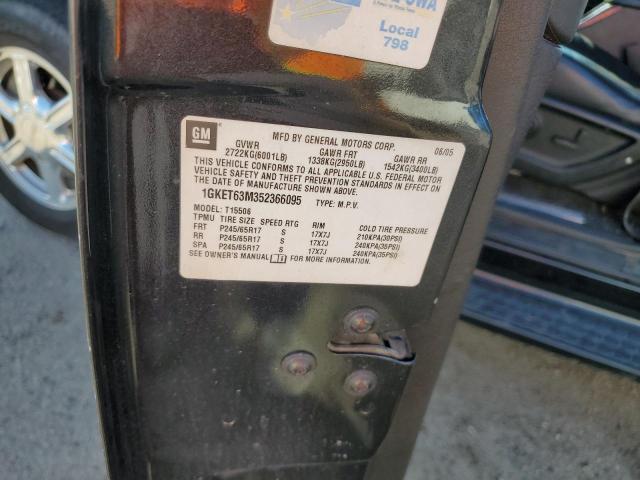 UWA
Local
798
GM
MFD BY GENERAL MOTORS CORP. 06/05
GVWR GAWR FRT GAWR RR
2722KG(6001LB) 1338KG(2950LB) 1542KG(3400LB)
THIS VEHICLE CONFORMS TO ALL APPLICABLE U.S. FEDERAL MOTOR
VEHICLE SAFETY AND THEFT PREVENTION STANDARDS IN EFFECT ON
THE DATE OF MANUFACTURE SHOWN ABOVE.
1GKET63M352366095 TYPE: M.P.V.
MODEL: T15506
TPMU TIRE SIZE SPEED RTG RIM COLD TIRE PRESSURE
FRT P245/65R17 S 17X7J 210KPA(30PSI)
RR P245/65R17 S 17X7J 240KPA(35PSI)
SPA P245/65R17 S 17X7J 240KPA(35PSI)
SEE OWNER'S MANUAL FOR MORE INFORMATION.